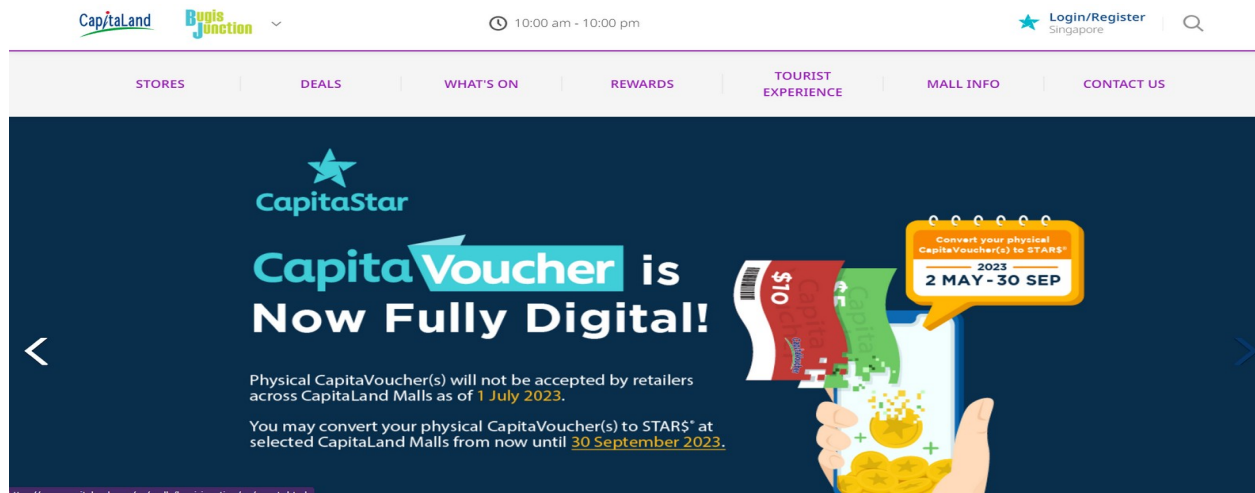 CapitaLand
Bugis
Junction
10:00 am - 10:00 pm
Login/Register
Singapore
STORES
DEALS
WHAT'S ON
REWARDS
TOURIST
EXPERIENCE
MALL INFO
CONTACT US
CapitaStar
CapitaVoucher is
Now Fully Digital!
Physical CapitaVoucher(s) will not be accepted by retailers
across CapitaLand Malls as of 1 July 2023.
You may convert your physical CapitaVoucher(s) to STAR$® at
selected CapitaLand Malls from now until 30 September 2023.
Convert your physical
CapitaVoucher(s) to STAR$®
2023
2 MAY - 30 SEP
$10
$5
Capita
Capita